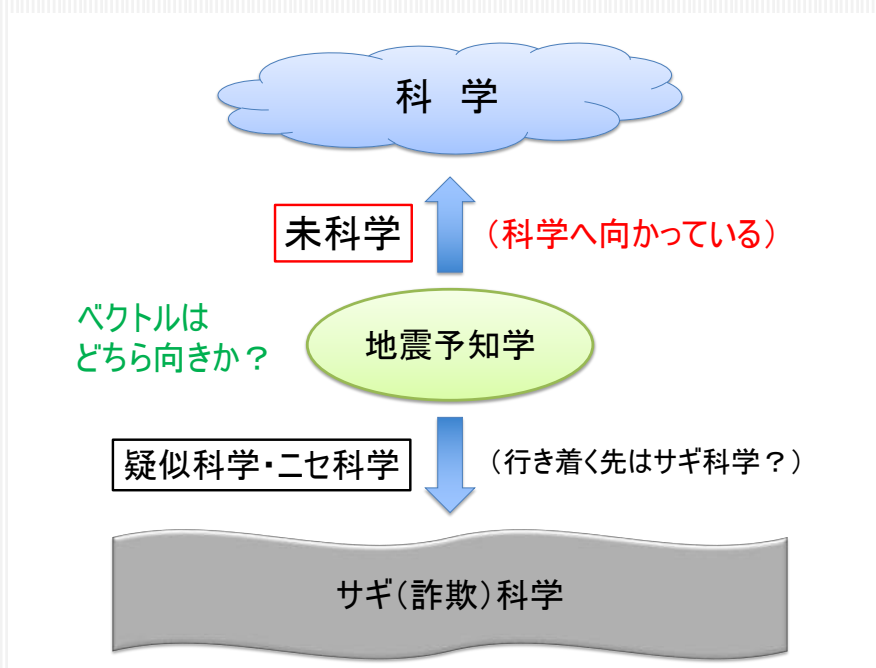 科 学
未科学
（科学へ向かっている）
ベクトルは
どちら向きか？
地震予知学
疑似科学・ニセ科学
（行き着く先はサギ科学？）
サギ（詐欺）科学